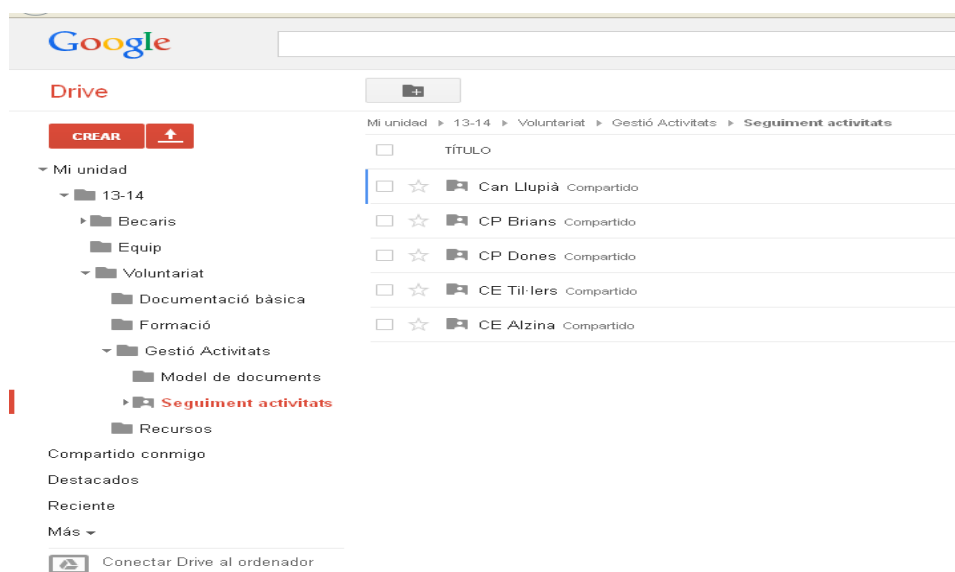 Google
Drive
CREAR
Mi unidad
13-14
Becaris
Equip
Voluntariat
Documentació bàsica
Formació
Gestió Activitats
Model de documents
Seguiment activitats
Recursos
Compartido conmigo
Destacados
Reciente
Más
Conectar Drive al ordenador
Mi unidad ▸ 13-14 ▸ Voluntariat ▸ Gestió Activitats ▸ Seguiment activitats
TÍTULO
Can Llupià Compartido
CP Brians Compartido
CP Dones Compartido
CE Til·lers Compartido
CE Alzina Compartido